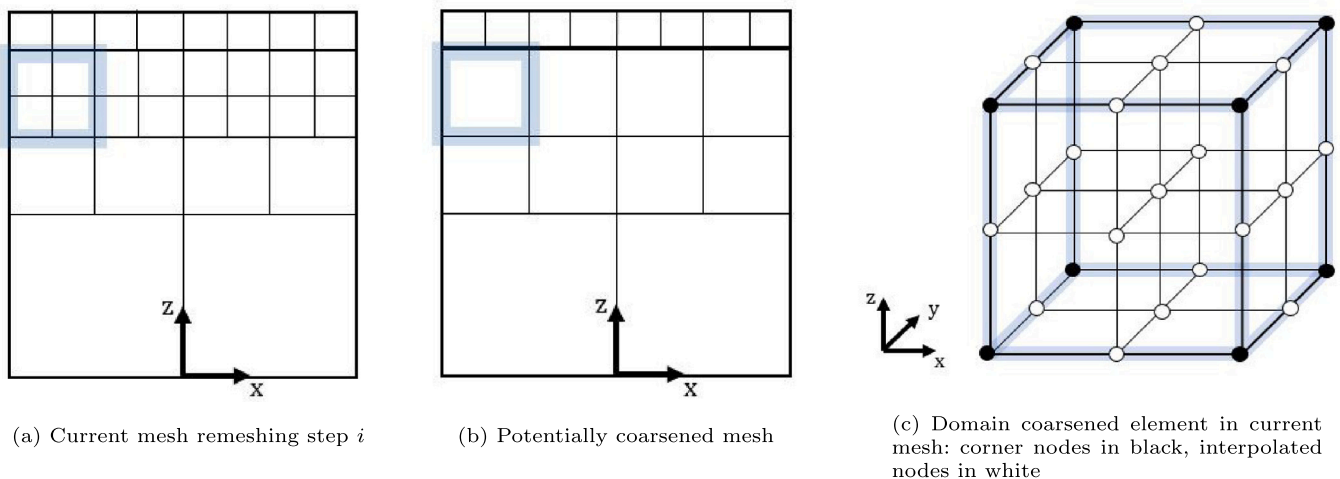 z
x
z
x
z
y
x
(a) Current mesh remeshing step i
(b) Potentially coarsened mesh
(c) Domain coarsened element in current
mesh: corner nodes in black, interpolated
nodes in white